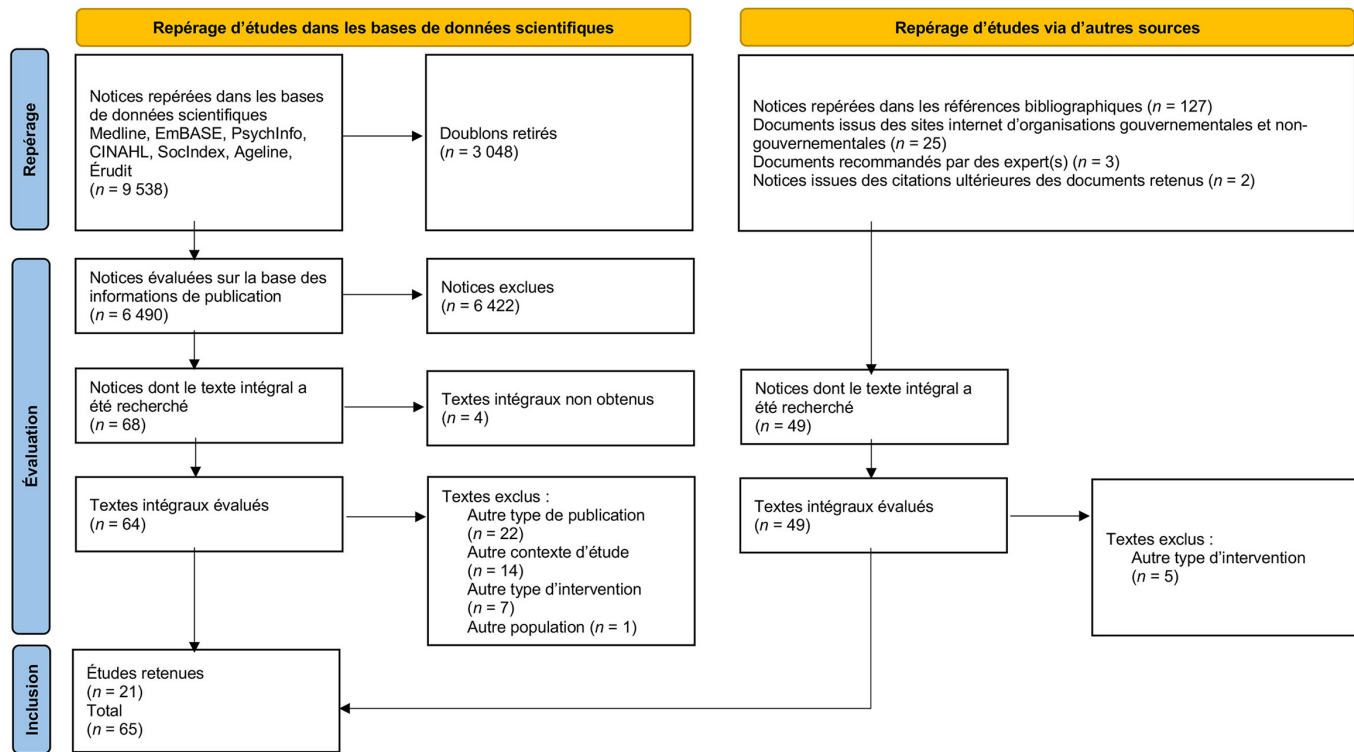 Repérage d’études dans les bases de données scientifiques
Repérage d’études via d’autres sources
Repérage
Notices repérées dans les bases
de données scientifiques
Medline, EmBASE, PsychInfo,
CINAHL, SocIndex, Ageline,
Érudit
(n = 9 538)
Doublons retirés
(n = 3 048)
Notices repérées dans les références bibliographiques (n = 127)
Documents issus des sites internet d’organisations gouvernementales et non-
gouvernementales (n = 25)
Documents recommandés par des expert(s) (n = 3)
Notices issues des citations ultérieures des documents retenus (n = 2)
Évaluation
Notices évaluées sur la base des
informations de publication
(n = 6 490)
Notices exclues
(n = 6 422)
Notices dont le texte intégral a
été recherché
(n = 68)
Textes intégraux non obtenus
(n = 4)
Notices dont le texte intégral a
été recherché
(n = 49)
Textes intégraux évalués
(n = 64)
Textes exclus :
Autre type de publication
(n = 22)
Autre contexte d’étude
(n = 14)
Autre type d’intervention
(n = 7)
Autre population (n = 1)
Textes intégraux évalués
(n = 49)
Textes exclus :
Autre type d’intervention
(n = 5)
Inclusion
Études retenues
(n = 21)
Total
(n = 65)